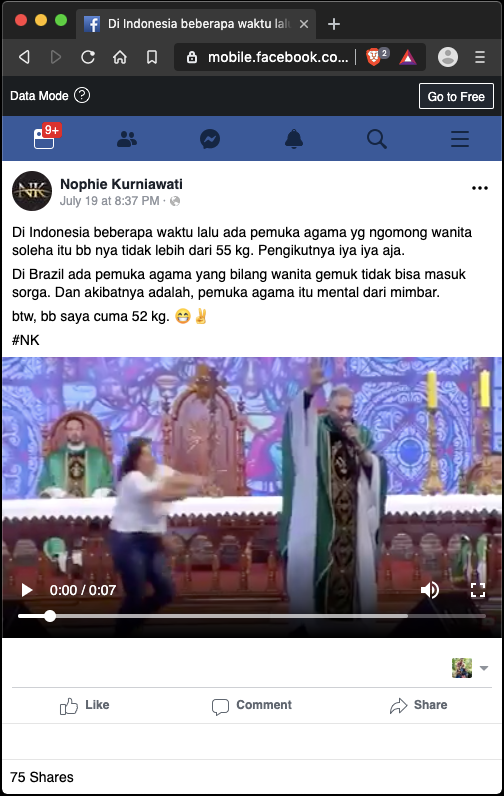 Di Indonesia beberapa waktu lal
mobile.facebook.co...
2
Data Mode ?
Go to Free
9+
NK
Nophie Kurniawati
July 19 at 8:37 PM ·
Di Indonesia beberapa waktu lalu ada pemuka agama yg ngomong wanita
soleha itu bb nya tidak lebih dari 55 kg. Pengikutnya iya iya aja.
Di Brazil ada pemuka agama yang bilang wanita gemuk tidak bisa masuk
sorga. Dan akibatnya adalah, pemuka agama itu mental dari mimbar.
btw, bb saya cuma 52 kg. 😁✌
#NK
0:00 / 0:07
Like
Comment
Share
75 Shares